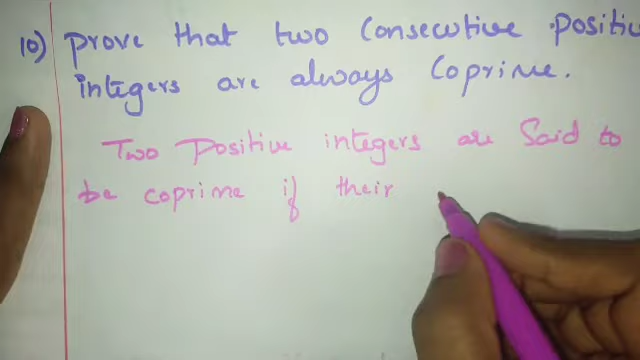 10) Prove that two Consecutive positiv
integers are always Coprime.
Two Positive integers are Said to
be coprime if their